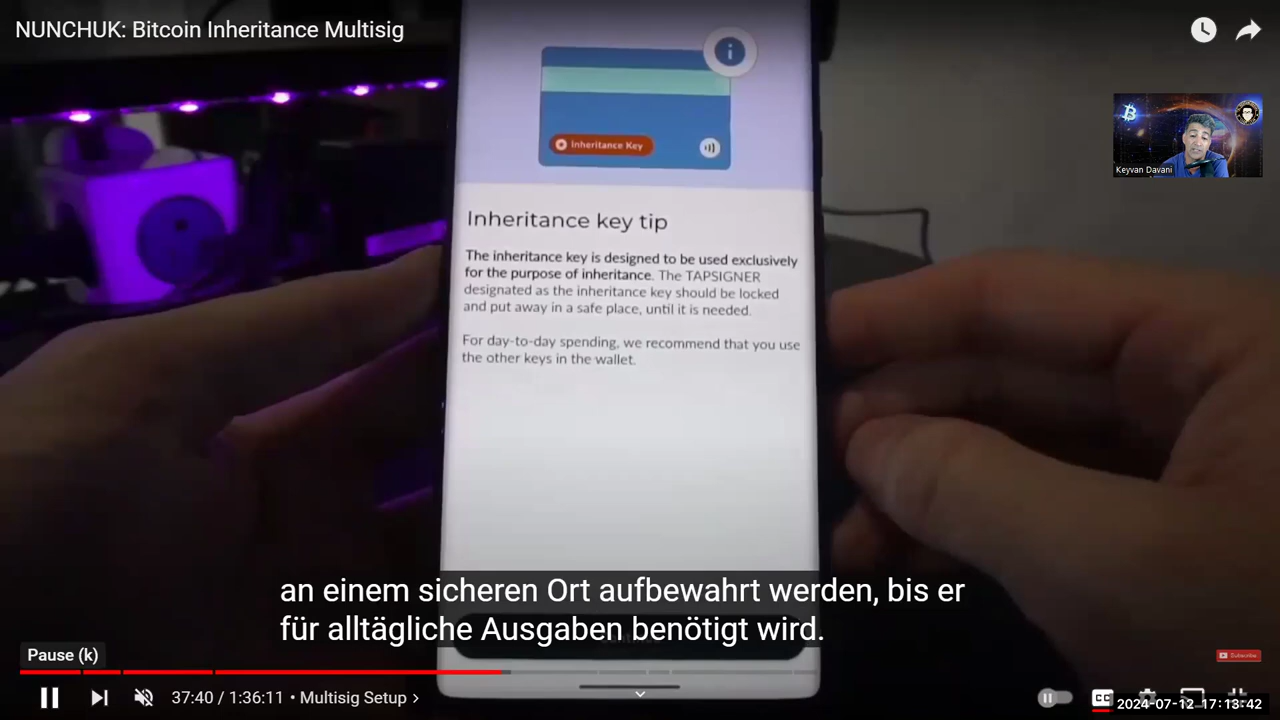 NUNCHUK: Bitcoin Inheritance Multisig
Inheritance Key
Keyvan Davani
Inheritance key tip
The inheritance key is designed to be used exclusively
for the purpose of inheritance. The TAPSIGNER
designated as the inheritance key should be locked
and put away in a safe place, until it is needed.
For day-to-day spending, we recommend that you use
the other keys in the wallet.
an einem sicheren Ort aufbewahrt werden, bis er
für alltägliche Ausgaben benötigt wird.
Pause (k)
Subscribe
37:40 / 1:36:11 • Multisig Setup >
CC
2024-07-12 17:13:42